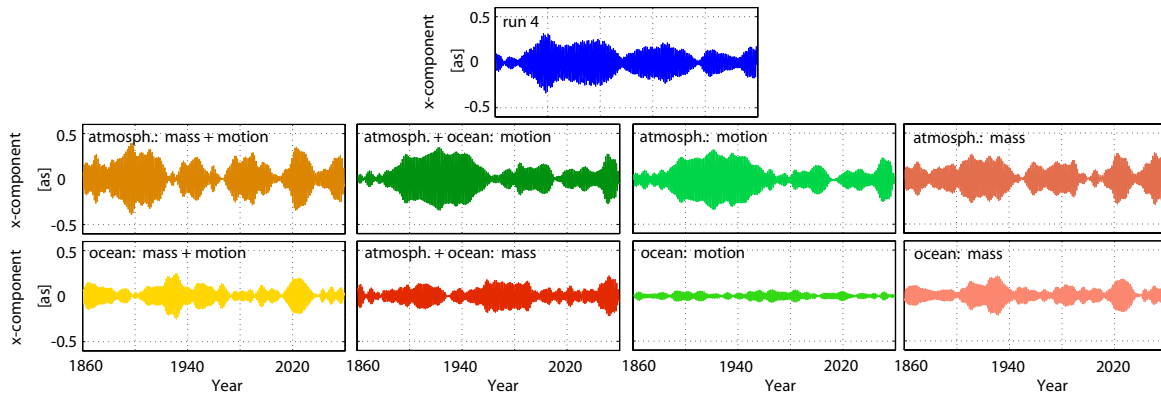 0.5
run 4
x-component
[as]
0
-0.5
0.5
atmosph.: mass + motion
atmosph. + ocean: motion
atmosph.: motion
atmosph.: mass
x-component
[as]
0
-0.5
0.5
ocean: mass + motion
atmosph. + ocean: mass
ocean: motion
ocean: mass
x-component
[as]
0
-0.5
1860 1940 2020 1860 1940 2020 1860 1940 2020 1860 1940 2020
Year Year Year Year